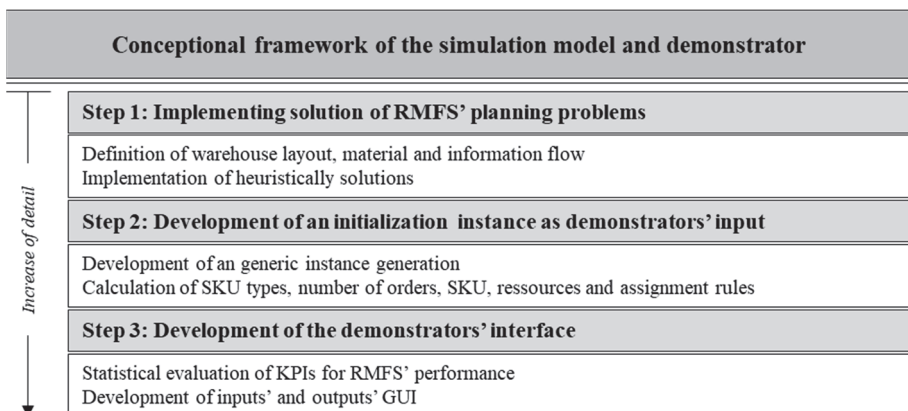 Conceptional framework of the simulation model and demonstrator
Step 1: Implementing solution of RMFS' planning problems
Definition of warehouse layout, material and information flow
Implementation of heuristically solutions
Step 2: Development of an initialization instance as demonstrators' input
Development of an generic instance generation
Calculation of SKU types, number of orders, SKU, ressources and assignment rules
Step 3: Development of the demonstrators' interface
Statistical evaluation of KPIs for RMFS' performance
Development of inputs' and outputs' GUI
Increase of detail